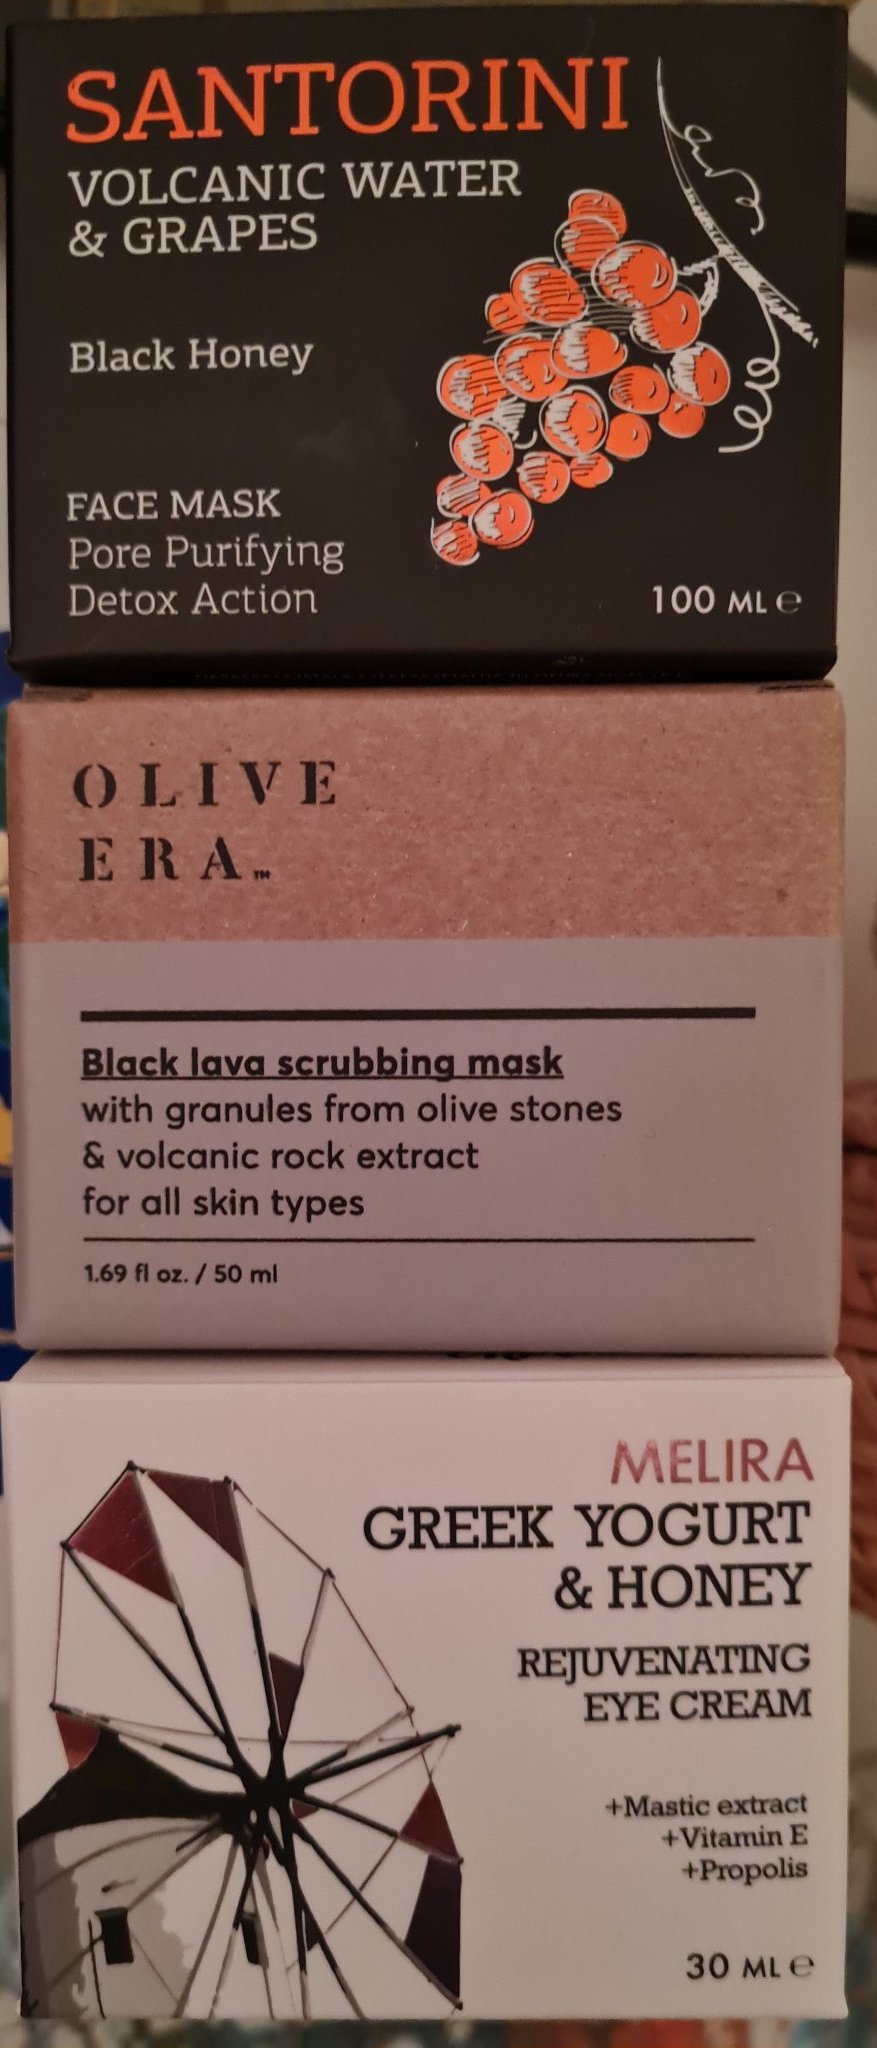 SANTORINI
VOLCANIC WATER
& GRAPES
Black Honey
FACE MASK
Pore Purifying
Detox Action
100 ML ℮
OLIVE
ERA™
Black lava scrubbing mask
with granules from olive stones
& volcanic rock extract
for all skin types
1.69 fl oz. / 50 ml
MELIRA
GREEK YOGURT
& HONEY
REJUVENATING
EYE CREAM
+Mastic extract
+Vitamin E
+Propolis
30 ML ℮